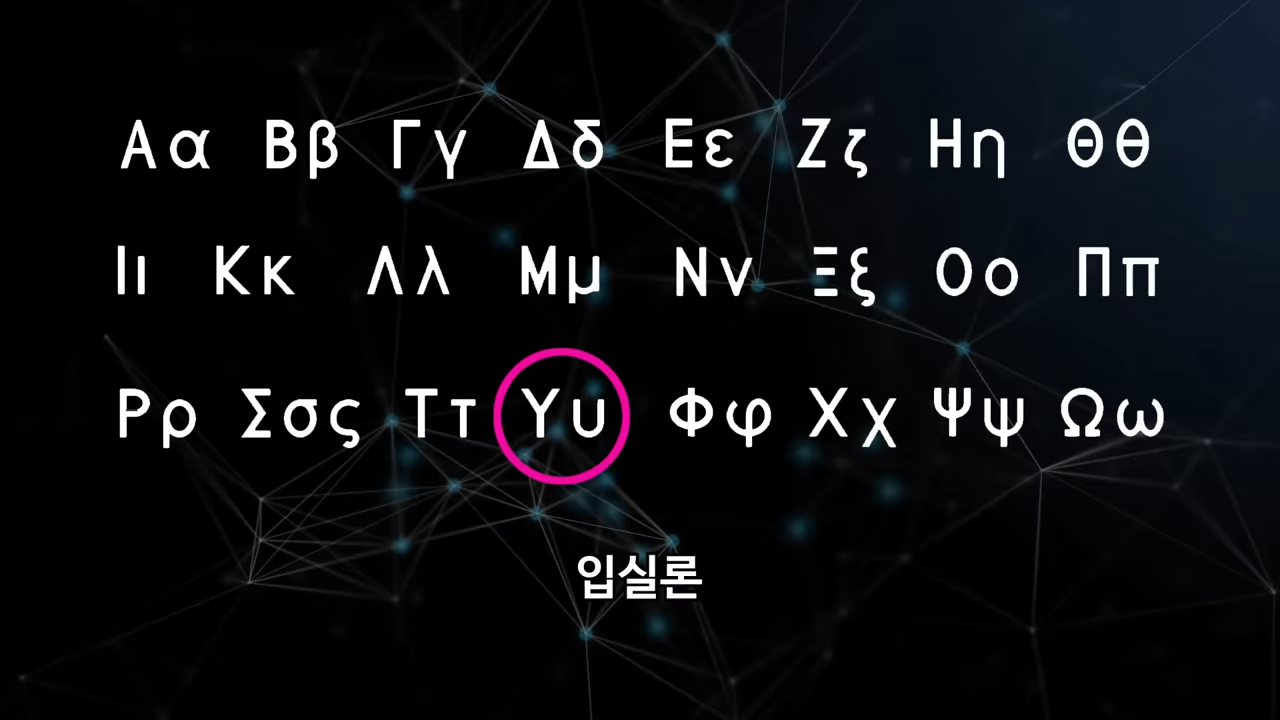 Αα Ββ Γγ Δδ Εε Ζζ Ηη Θθ
Ιι Κκ Λλ Μμ Νν Ξξ Οο Ππ
Ρρ Σσς Ττ Υυ Φφ Χχ Ψψ Ωω
입실론